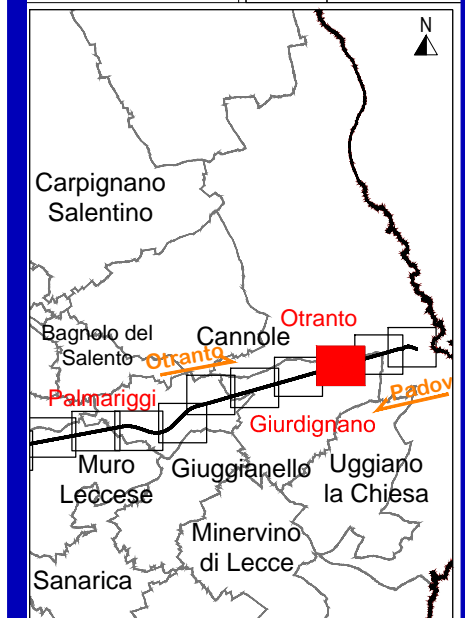 N
Carpignano
Salentino
Otranto
Bagnolo del
Salento
Cannole
Otranto
Padov
Palmariggi
Giurdignano
Muro
Leccese
Giuggianello
Uggiano
la Chiesa
Minervino
di Lecce
Sanarica